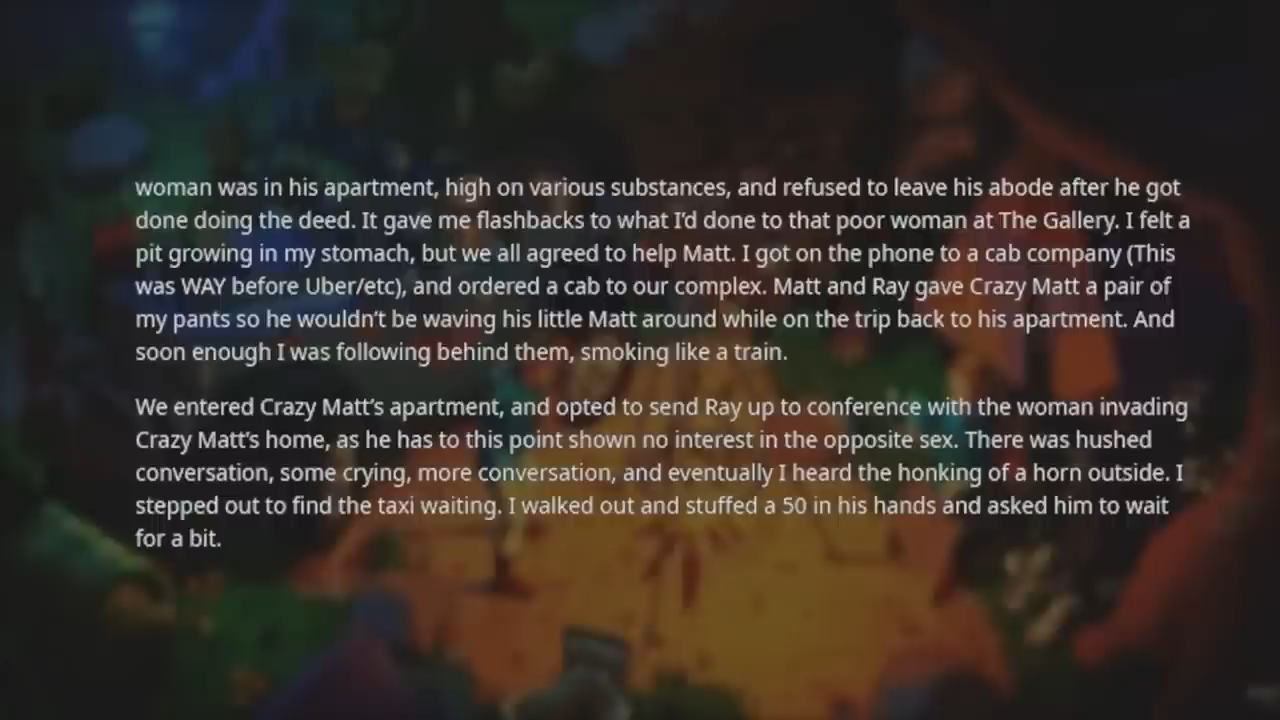 woman was in his apartment, high on various substances, and refused to leave his abode after he got
done doing the deed. It gave me flashbacks to what I'd done to that poor woman at The Gallery. I felt a
pit growing in my stomach, but we all agreed to help Matt. I got on the phone to a cab company (This
was WAY before Uber/etc), and ordered a cab to our complex. Matt and Ray gave Crazy Matt a pair of
my pants so he wouldn't be waving his little Matt around while on the trip back to his apartment. And
soon enough I was following behind them, smoking like a train.
We entered Crazy Matt's apartment, and opted to send Ray up to conference with the woman invading
Crazy Matt's home, as he has to this point shown no interest in the opposite sex. There was hushed
conversation, some crying, more conversation, and eventually I heard the honking of a horn outside. I
stepped out to find the taxi waiting. I walked out and stuffed a 50 in his hands and asked him to wait
for a bit.